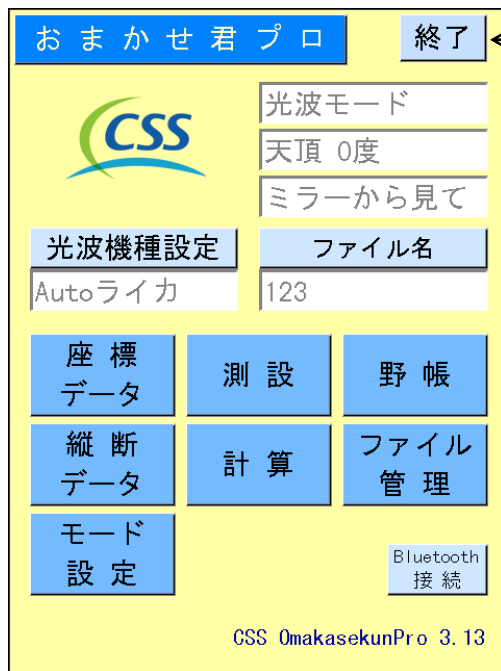 おまかせ君プロ
終了
CSS
光波モード
天頂 0度
ミラーから見て
光波機種設定
ファイル名
Autoライカ
123
座標
データ
測設
野帳
縦断
データ
計算
ファイル
管理
モード
設定
Bluetooth
接続
CSS OmakasekunPro 3.13